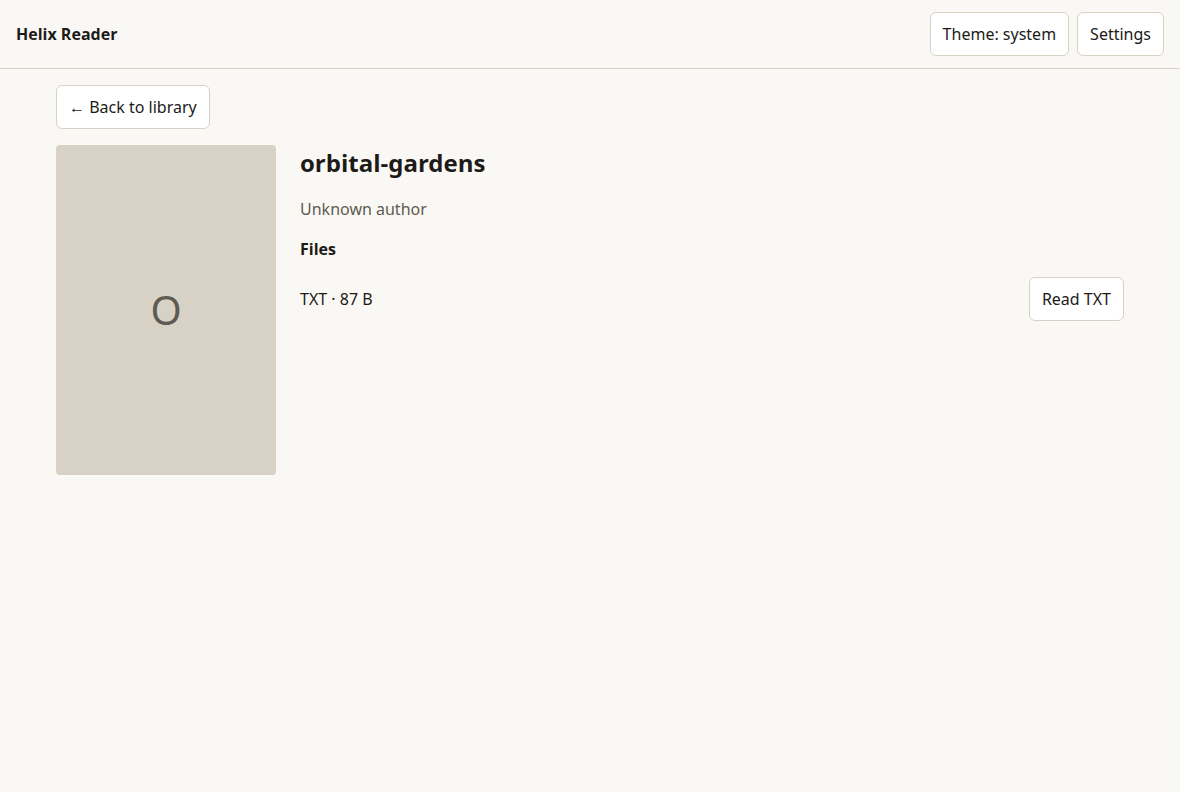 Helix Reader
Theme: system
Settings
← Back to library
O
orbital-gardens
Unknown author
Files
TXT · 87 B
Read TXT